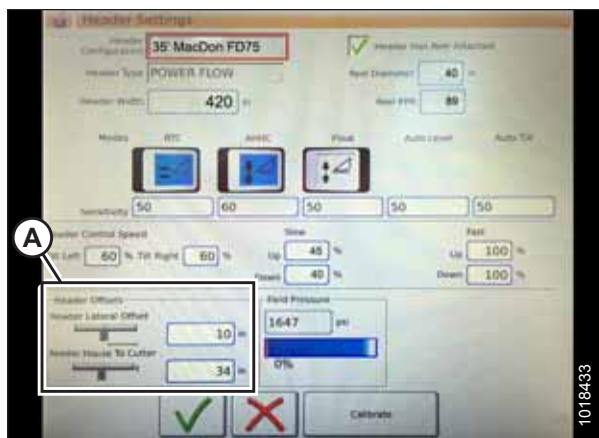 Header Settings
Header Configuration 35' MacDon FD75 Header Has Reel Attached
Header Type POWER FLOW Reel Diameter 40 in
Header Width 420 in Reel PPR 89
Modes RTC AHHC Float Auto Level Auto Tilt
Sensitivity 50 60 50 50 50
Header Control Speed Slow Fast
Tilt Left 60 % Tilt Right 60 % Up 45 % Up 100 %
Down 40 % Down 100 %
A
Header Offsets Field Pressure
Header Lateral Offset 10 in 1647 psi
Feeder House To Cutter 34 in 0%
Calibrate
1018433